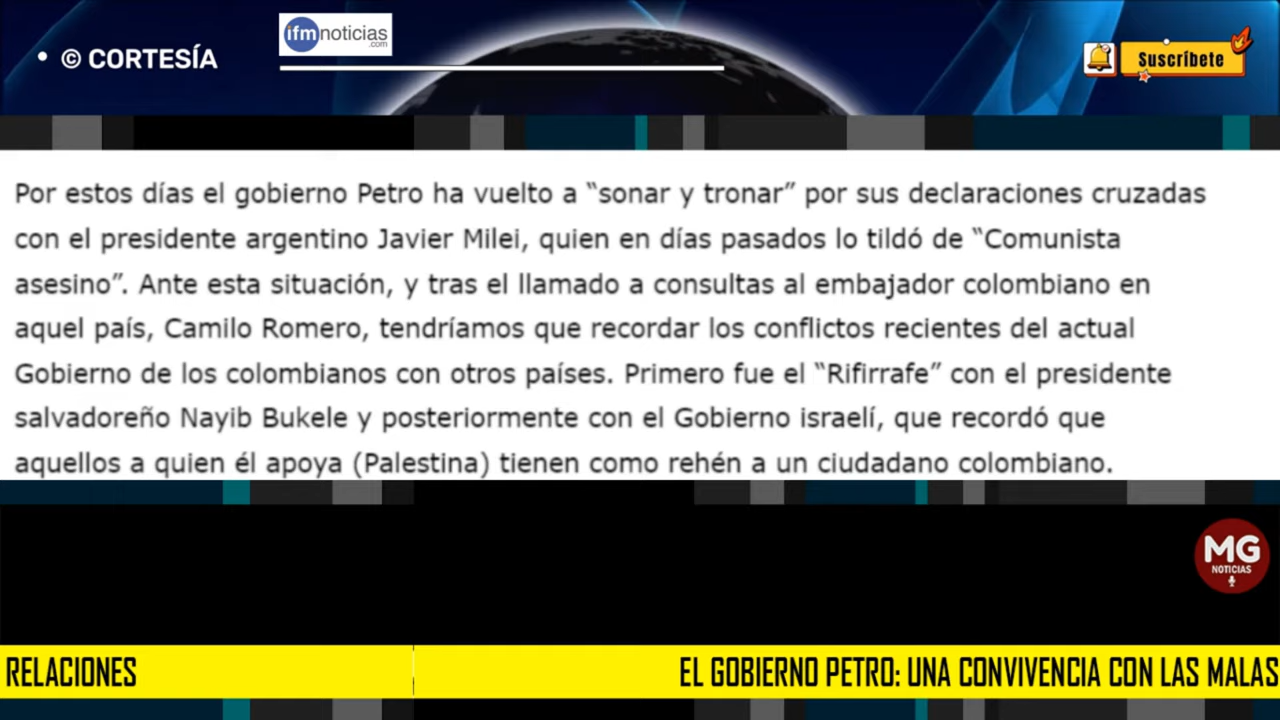 • © CORTESÍA
ifmnoticias
.com
Suscríbete
Por estos días el gobierno Petro ha vuelto a “sonar y tronar” por sus declaraciones cruzadas
con el presidente argentino Javier Milei, quien en días pasados lo tildó de “Comunista
asesino”. Ante esta situación, y tras el llamado a consultas al embajador colombiano en
aquel país, Camilo Romero, tendríamos que recordar los conflictos recientes del actual
Gobierno de los colombianos con otros países. Primero fue el “Rifirrafe” con el presidente
salvadoreño Nayib Bukele y posteriormente con el Gobierno israelí, que recordó que
aquellos a quien él apoya (Palestina) tienen como rehén a un ciudadano colombiano.
MG
NOTICIAS
RELACIONES
EL GOBIERNO PETRO: UNA CONVIVENCIA CON LAS MALAS